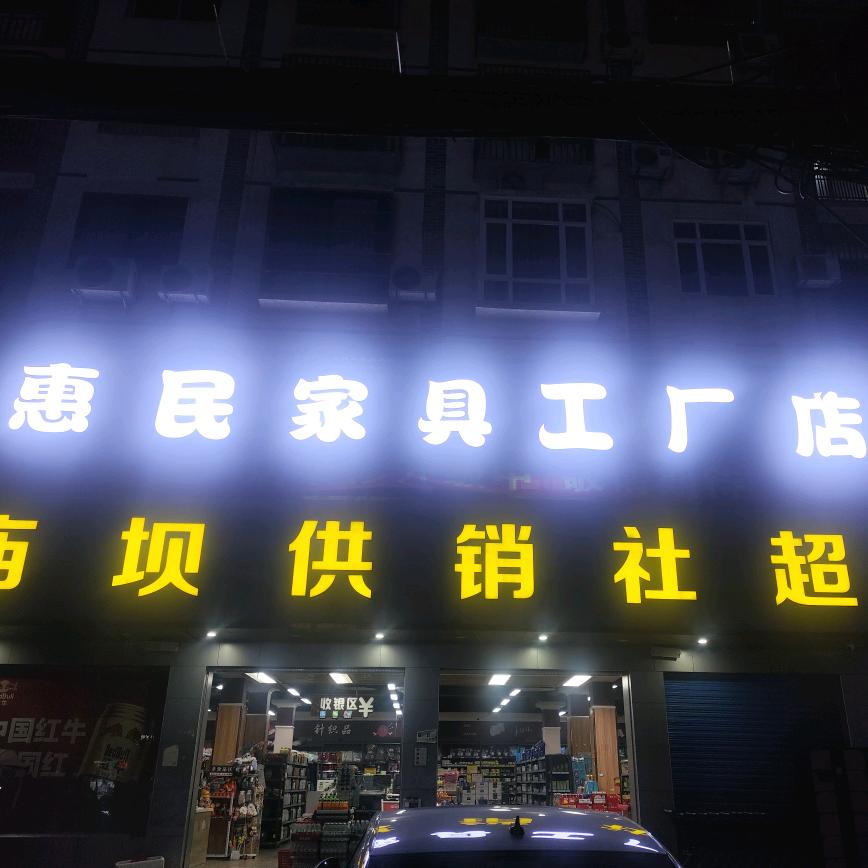 惠民家具工厂店
庙坝供销社超
收银区¥
针织品
中国红牛